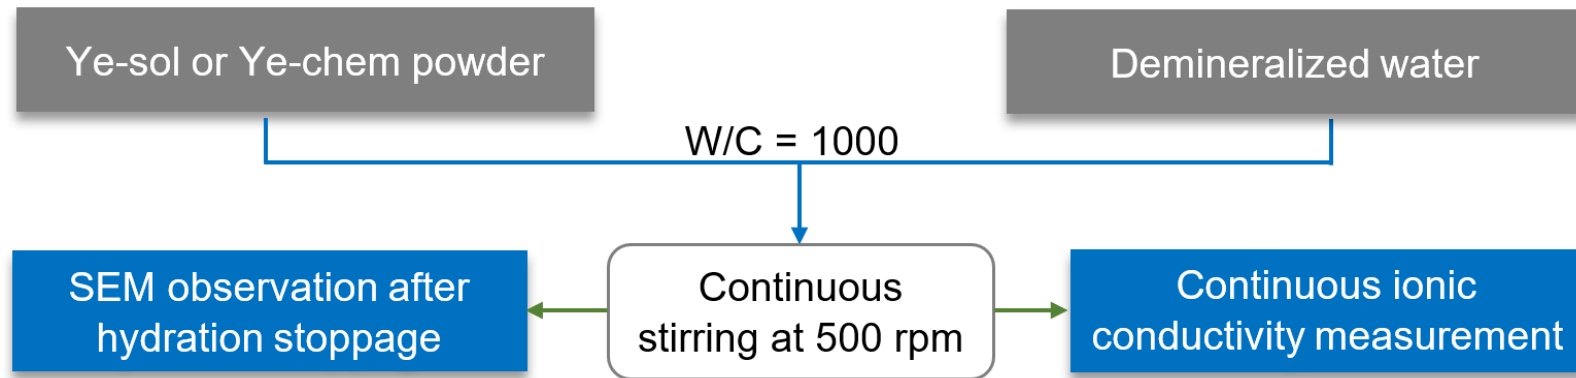 Ye-sol or Ye-chem powder
Demineralized water
W/C = 1000
SEM observation after
hydration stoppage
Continuous
stirring at 500 rpm
Continuous ionic
conductivity measurement